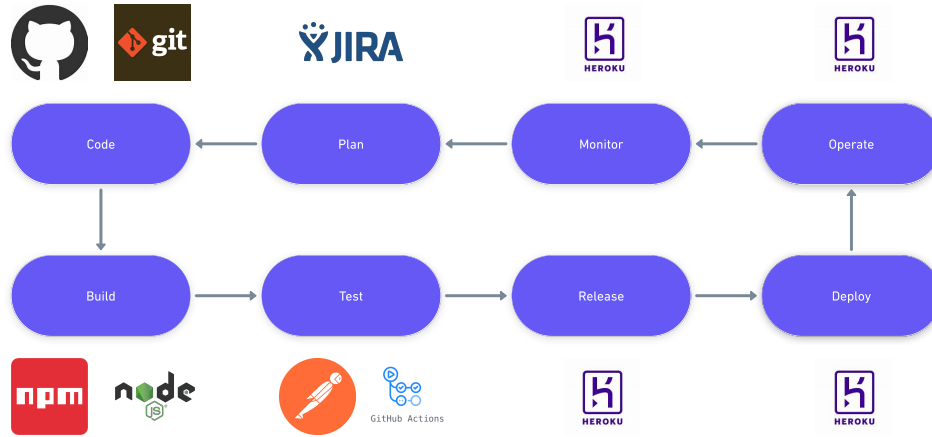 git
JIRA
HEROKU
HEROKU
Code
Plan
Monitor
Operate
Build
Test
Release
Deploy
npm
node
JS
GitHub Actions
HEROKU
HEROKU